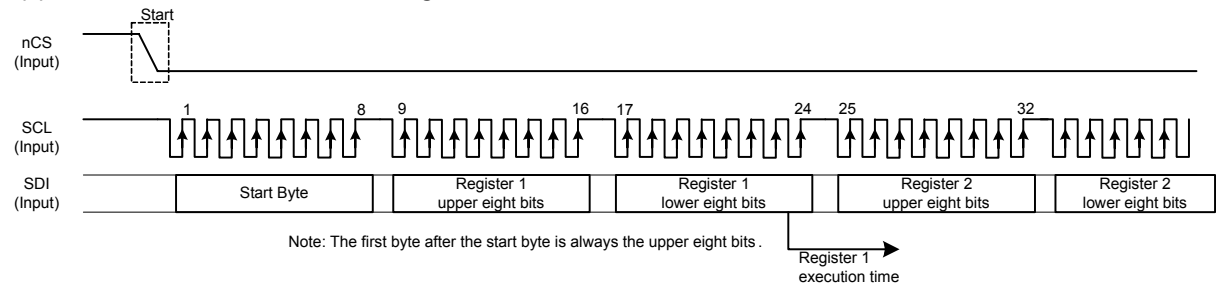 Start
nCS
(Input)
1
8
9
16
17
24
25
32
SCL
(Input)
SDI
(Input)
Start Byte
Register 1
upper eight bits
Register 1
lower eight bits
Register 2
upper eight bits
Register 2
lower eight bits
Note: The first byte after the start byte is always the upper eight bits.
Register 1
execution time